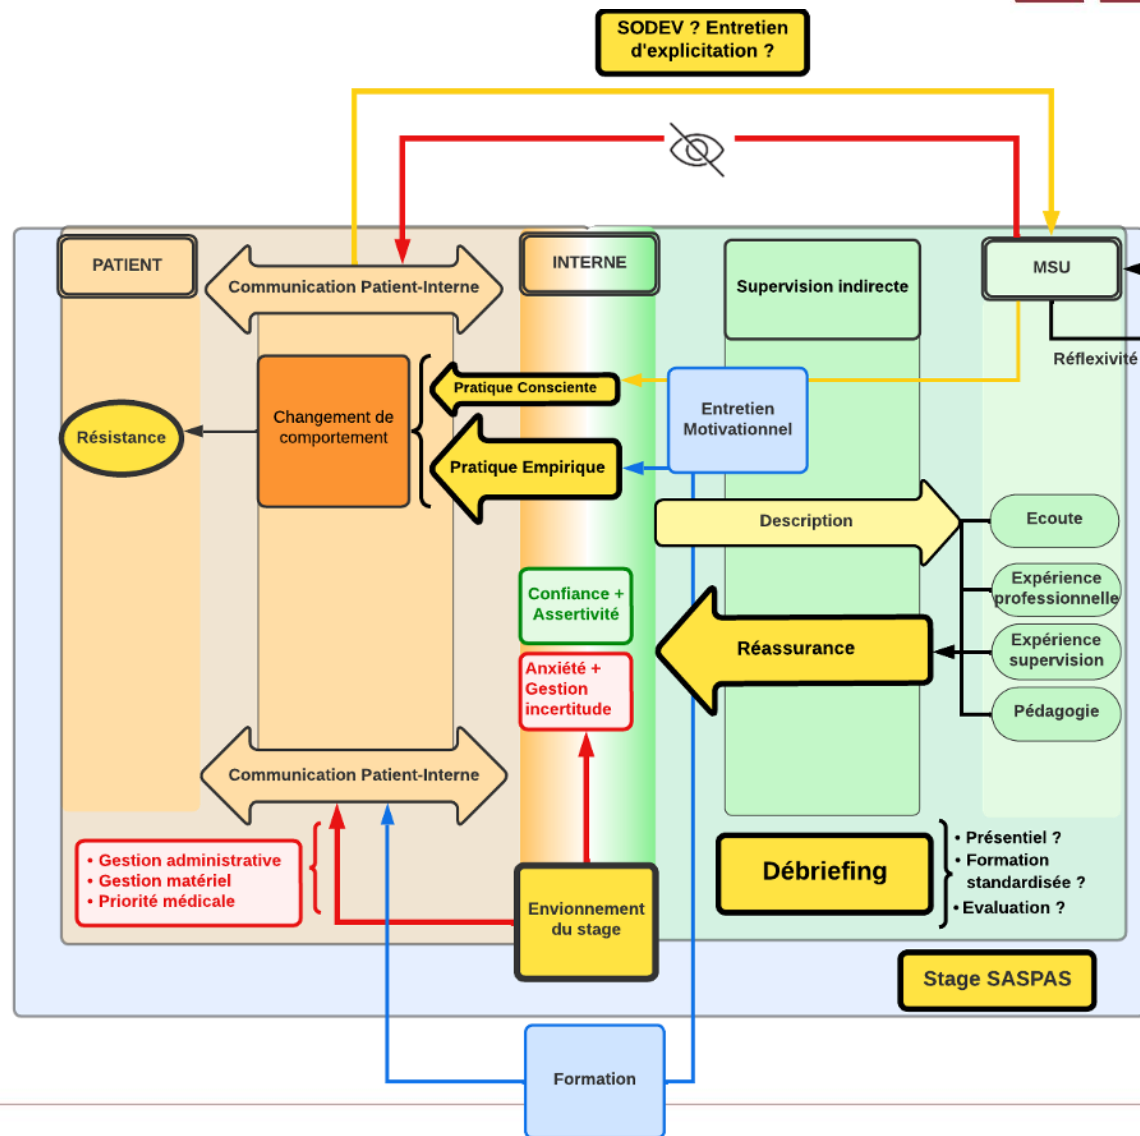 SODEV ? Entretien
d'explicitation ?
PATIENT
Communication Patient-Interne
INTERNE
Supervision indirecte
MSU
Réflexivité
Changement de
comportement
Pratique Consciente
Pratique Empirique
Entretien
Motivationnel
Résistance
Description
Ecoute
Expérience
professionnelle
Expérience
supervision
Pédagogie
Confiance +
Assertivité
Réassurance
Anxiété +
Gestion
incertitude
Communication Patient-Interne
• Gestion administrative
• Gestion matériel
• Priorité médicale
Envionnement
du stage
Débriefing
• Présentiel ?
• Formation
standardisée ?
• Evaluation ?
Stage SASPAS
Formation